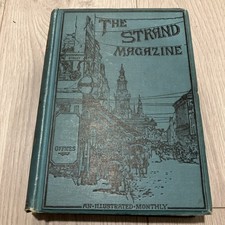 THE
STRAND
MAGAZINE
AN·ILLUSTRATED·MONTHLY